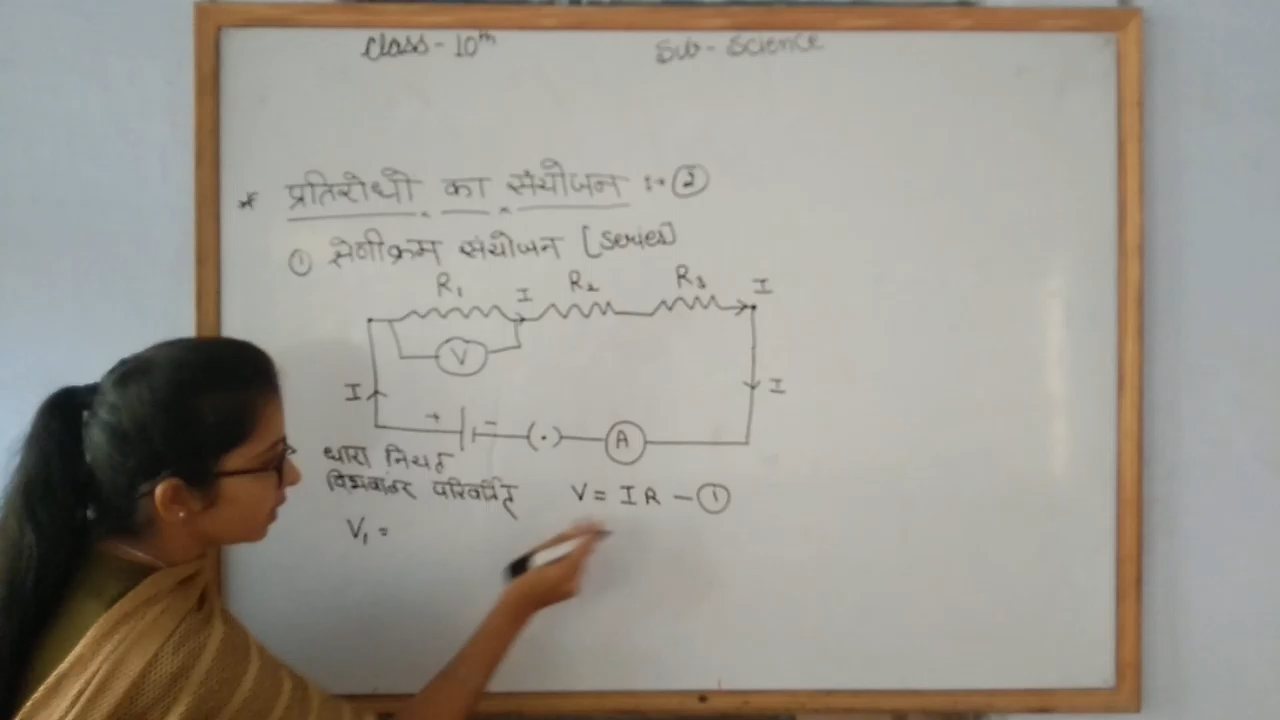 Class - 10th Sub - Science
* प्रतिरोधो का संयोजन :- 2
① श्रेणीक्रम संयोजन [Series]
R₁ I R₂ R₃ I
V
I I
+ - (.) A
धारा नियत
विभवांतर परिवर्तित V = I R - ①
V₁ =